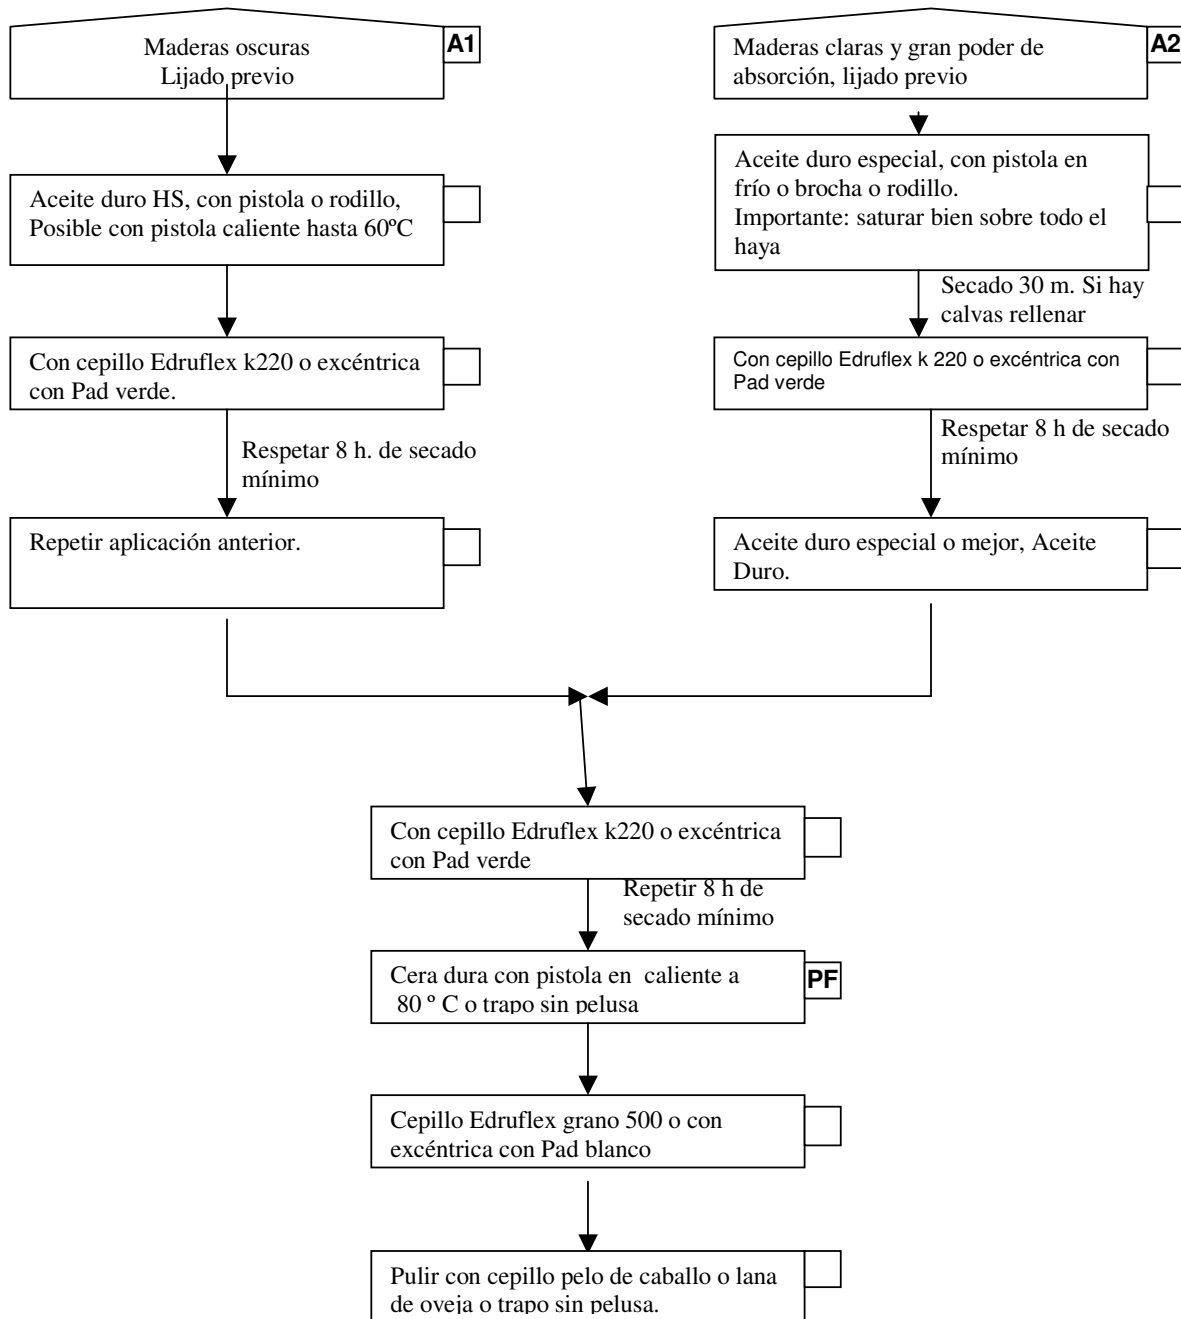 Maderas oscuras
Lijado previo
A1
Aceite duro HS, con pistola o rodillo,
Posible con pistola caliente hasta 60ºC
Con cepillo Edruflex k220 o excéntrica
con Pad verde.
Respetar 8 h. de secado
mínimo
Repetir aplicación anterior.
Maderas claras y gran poder de
absorción, lijado previo
A2
Aceite duro especial, con pistola en
frío o brocha o rodillo.
Importante: saturar bien sobre todo el
haya
Secado 30 m. Si hay
calvas rellenar
Con cepillo Edruflex k 220 o excéntrica con
Pad verde
Respetar 8 h de secado
mínimo
Aceite duro especial o mejor, Aceite
Duro.
Con cepillo Edruflex k220 o excéntrica
con Pad verde
Repetir 8 h de
secado mínimo
Cera dura con pistola en caliente a
80 º C o trapo sin pelusa
PF
Cepillo Edruflex grano 500 o con
excéntrica con Pad blanco
Pulir con cepillo pelo de caballo o lana
de oveja o trapo sin pelusa.